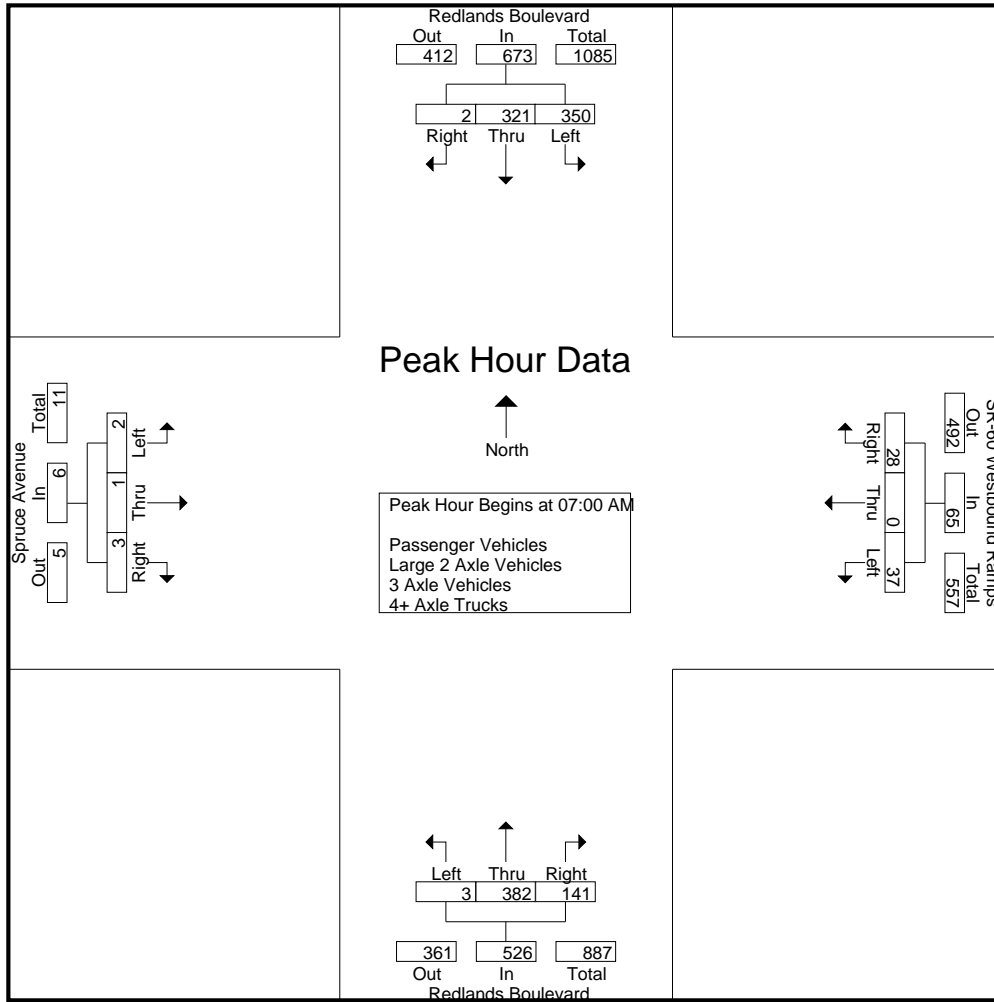 Redlands Boulevard
Out In Total
412 673 1085
2 321 350
Right Thru Left
Peak Hour Data
North
Peak Hour Begins at 07:00 AM
Passenger Vehicles
Large 2 Axle Vehicles
3 Axle Vehicles
4+ Axle Trucks
Spruce Avenue
Out In Total
5 6 11
3 1 2
Right Thru Left
SR-60 Westbound Ramps
Out In Total
492 65 557
28 0 37
Right Thru Left
Left Thru Right
3 382 141
361 526 887
Out In Total
Redlands Boulevard